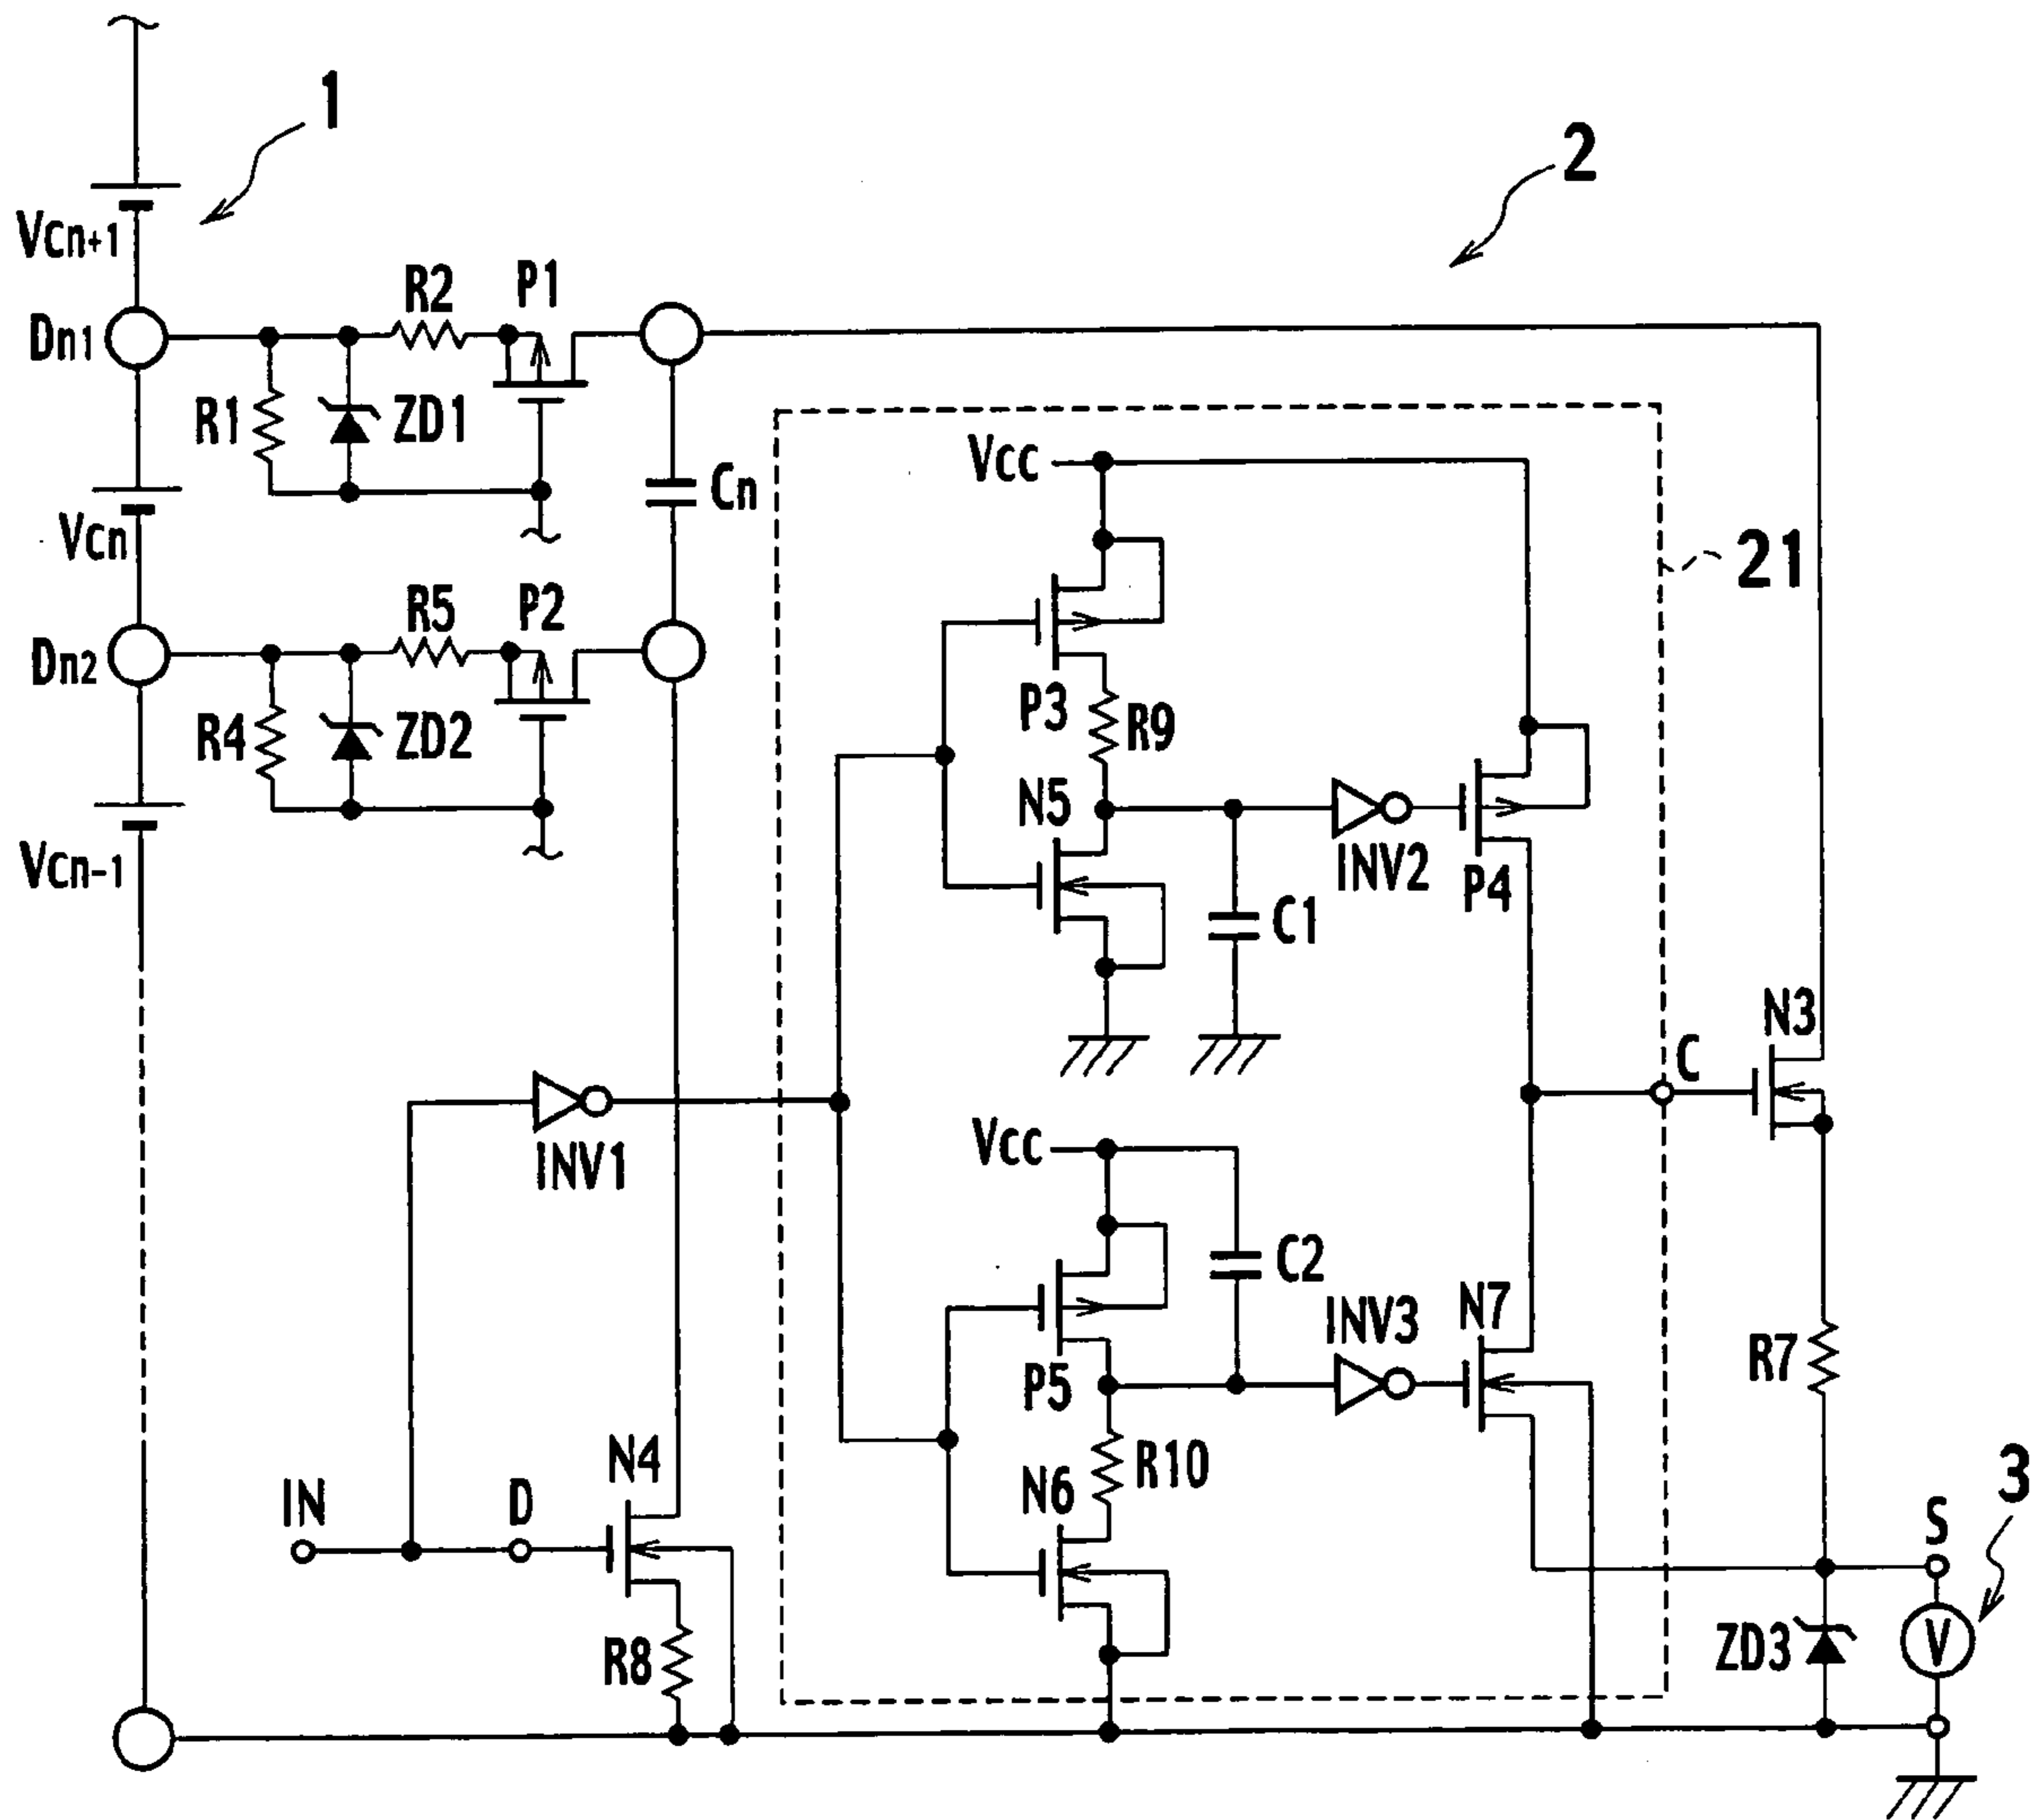 1
2
Vcn+1
R2
P1
Dn1
R1
ZD1
Vcc
Cn
21
Vcn
R5
P2
Dn2
P3
R9
R4
ZD2
N5
INV2
P4
Vcn-1
C1
N3
C
INV1
Vcc
C2
N7
INV3
R7
P5
N4
R10
N6
IN
D
S
3
R8
ZD3
V